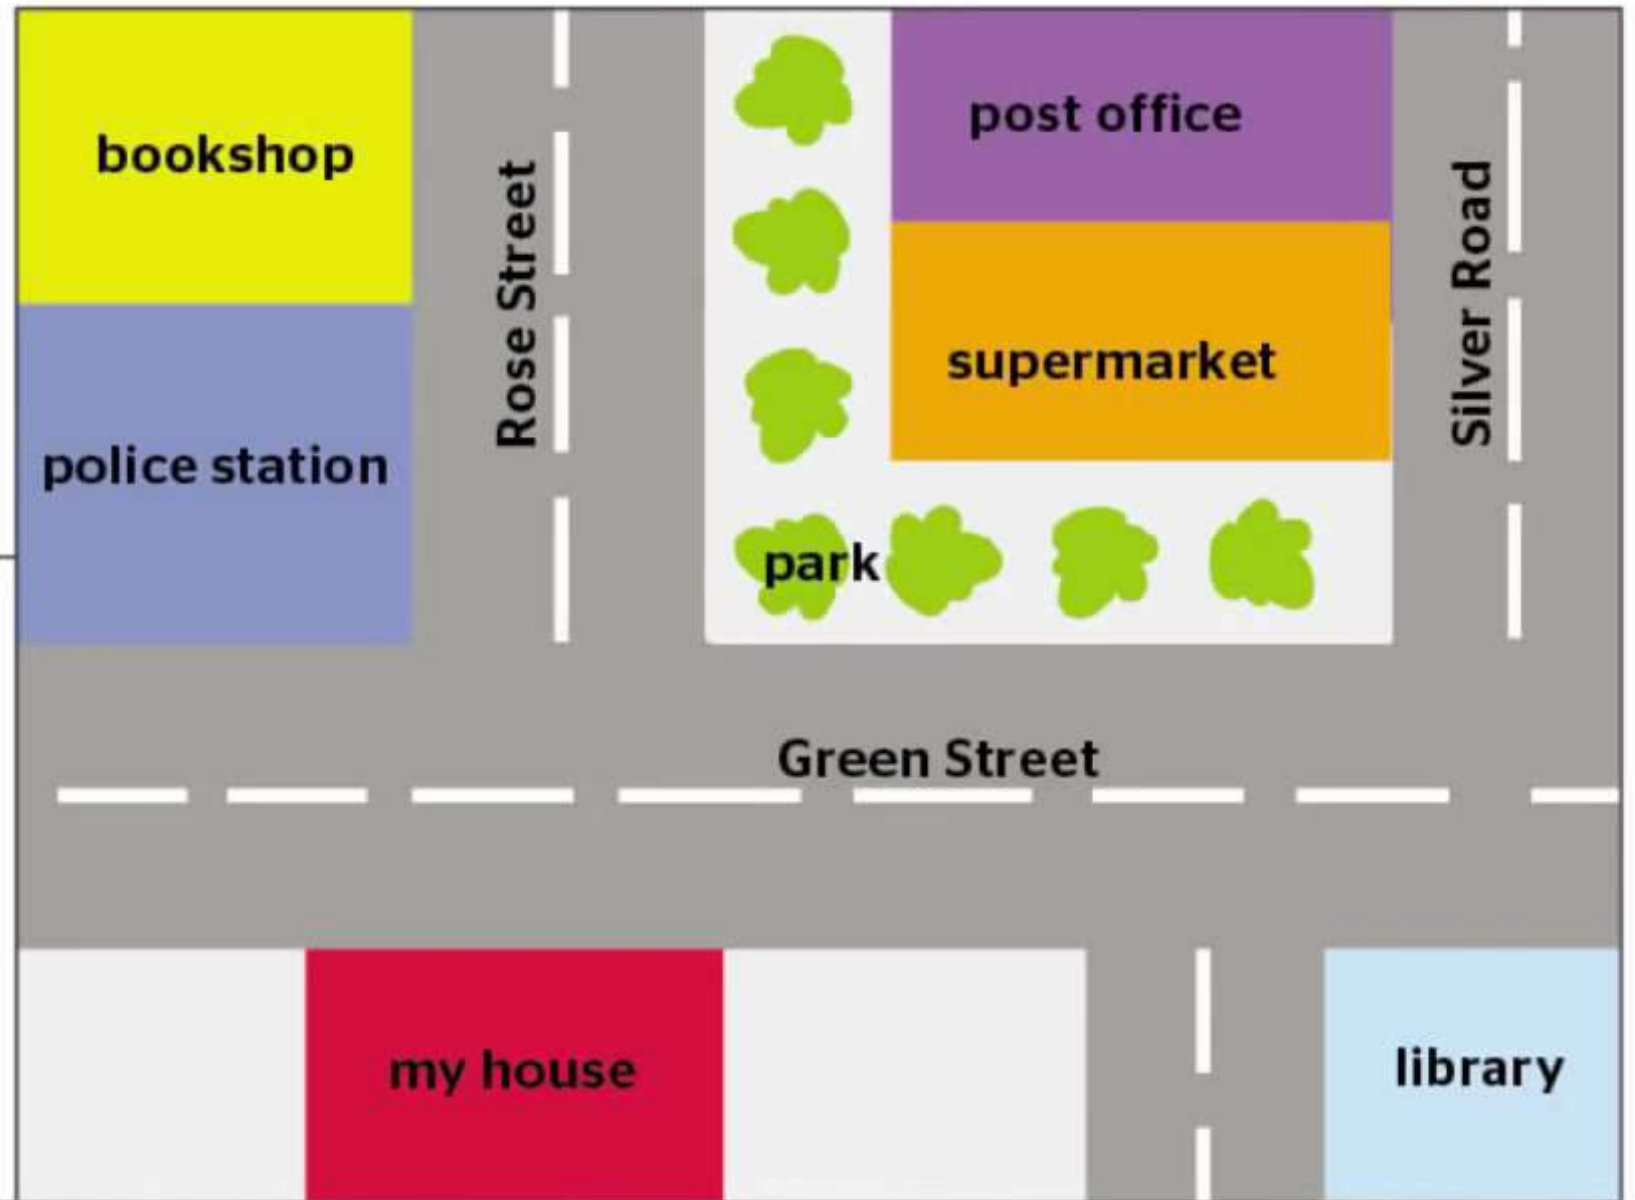 bookshop
post office
Rose Street
Silver Road
supermarket
police station
park
Green Street
my house
library